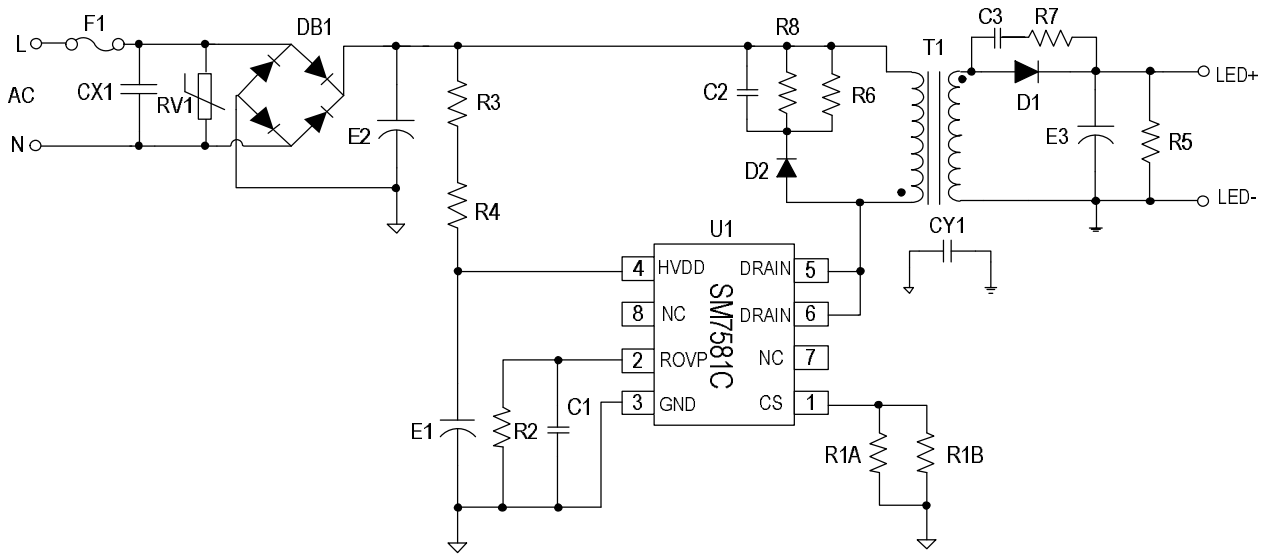 F1
DB1
R8
C3
R7
T1
L
AC
CX1
RV1
E2
R3
C2
R6
D1
LED+
E3
R5
N
D2
R4
LED-
U1
CY1
4
HVDD
DRAIN
5
8
NC
DRAIN
6
SM7581C
2
ROVP
NC
7
3
GND
CS
1
E1
R2
C1
R1A
R1B